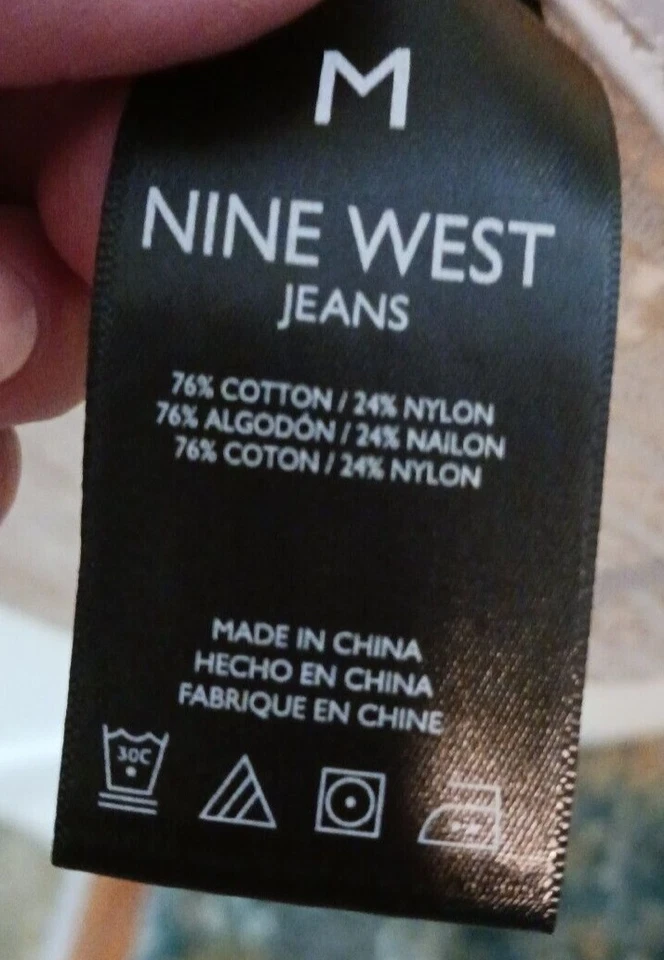 M
NINE WEST
JEANS
76% COTTON / 24% NYLON
76% ALGODÓN / 24% NAILON
76% COTON / 24% NYLON
MADE IN CHINA
HECHO EN CHINA
FABRIQUE EN CHINE
30C